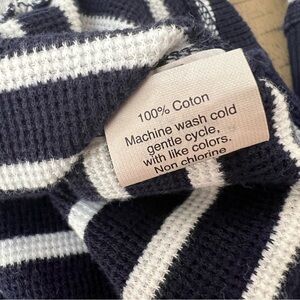 100% Coton
Machine wash cold
gentle cycle,
with like colors.
Non chlorine